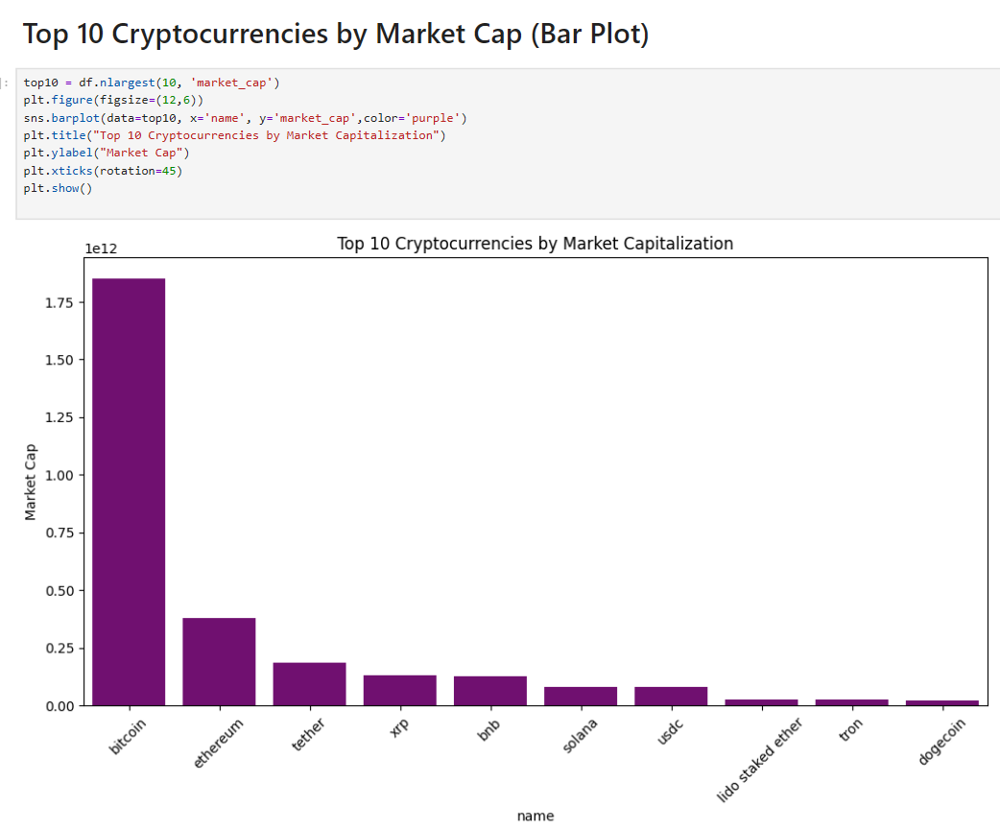 Top 10 Cryptocurrencies by Market Cap (Bar Plot)
]:
top10 = df.nlargest(10, 'market_cap')
plt.figure(figsize=(12,6))
sns.barplot(data=top10, x='name', y='market_cap',color='purple')
plt.title("Top 10 Cryptocurrencies by Market Capitalization")
plt.ylabel("Market Cap")
plt.xticks(rotation=45)
plt.show()
Top 10 Cryptocurrencies by Market Capitalization
1e12
1.75
1.50
1.25
1.00
0.75
0.50
0.25
0.00
Market Cap
bitcoin
ethereum
tether
xrp
bnb
solana
usdc
lido staked ether
tron
dogecoin
name